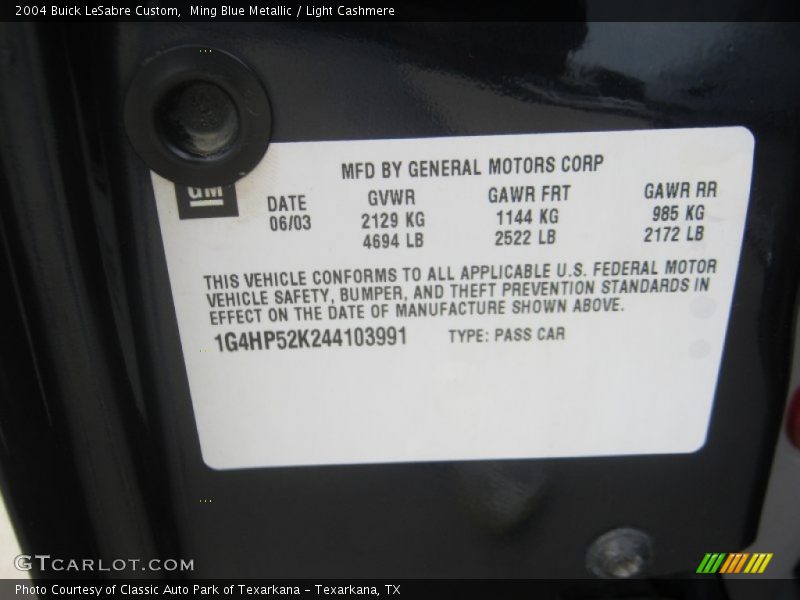 2004 Buick LeSabre Custom,  Ming Blue Metallic / Light Cashmere
MFD BY GENERAL MOTORS CORP
GM
DATE GVWR GAWR FRT GAWR RR
06/03 2129 KG 1144 KG 985 KG
4694 LB 2522 LB 2172 LB
THIS VEHICLE CONFORMS TO ALL APPLICABLE U.S. FEDERAL MOTOR
VEHICLE SAFETY, BUMPER, AND THEFT PREVENTION STANDARDS IN
EFFECT ON THE DATE OF MANUFACTURE SHOWN ABOVE.
1G4HP52K244103991 TYPE: PASS CAR
GTCARLOT.COM
Photo Courtesy of Classic Auto Park of Texarkana – Texarkana, TX